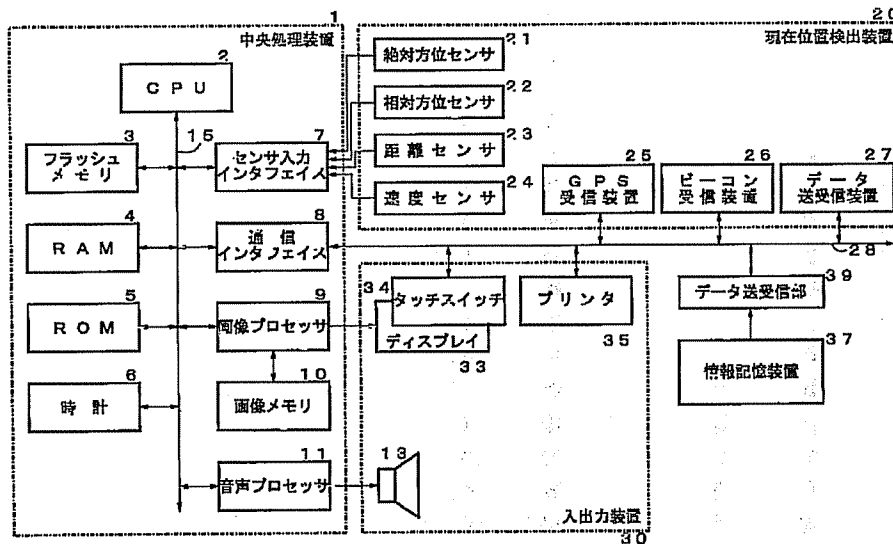 1
中央処理装置
2
CPU
15
3
フラッシュ
メモリ
4
RAM
5
ROM
6
時計
7
センサ入力
インタフェイス
8
通信
インタフェイス
9
画像プロセッサ
10
画像メモリ
11
音声プロセッサ
13
20
現在位置検出装置
21
絶対方位センサ
22
相対方位センサ
23
距離センサ
24
速度センサ
25
GPS
受信装置
26
ビーコン
受信装置
27
データ
送受信装置
28
34
タッチスイッチ
ディスプレイ
33
プリンタ
35
39
データ送受信部
37
情報記憶装置
入出力装置
30